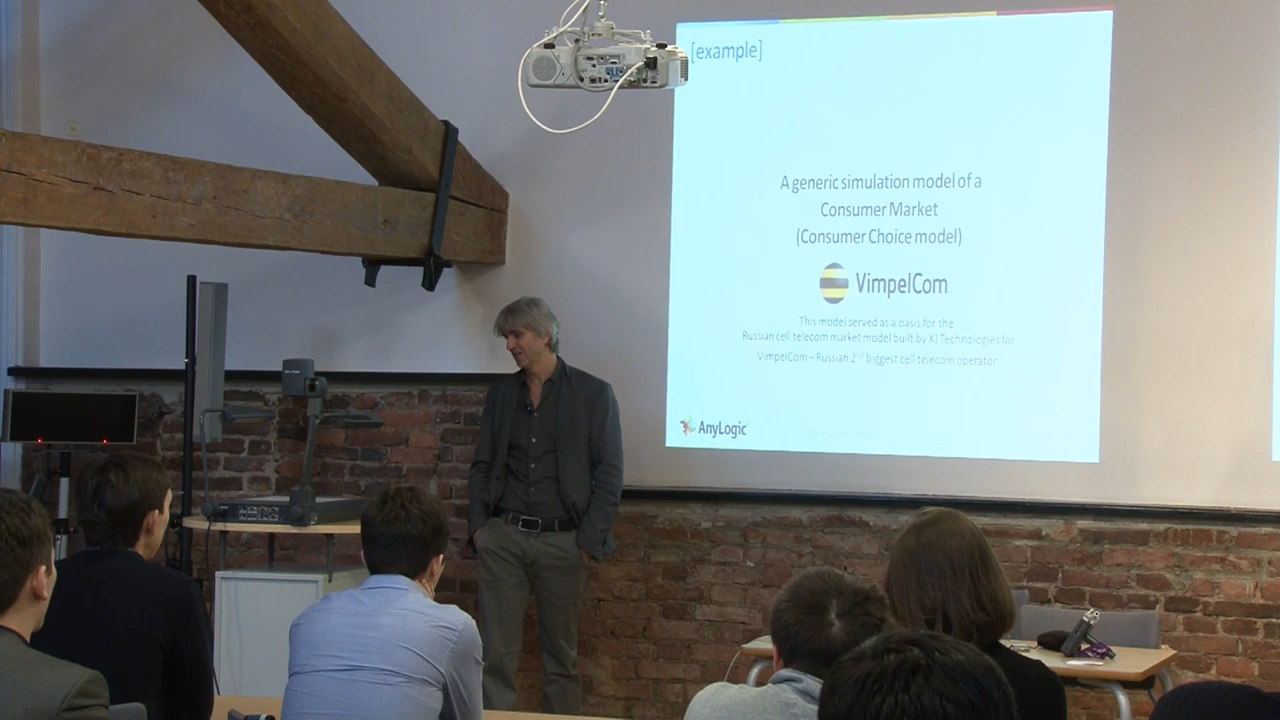 [example]
A generic simulation model of a
Consumer Market
(Consumer Choice model)
VimpelCom
This model served as a basis for the
Russian cell telecom market model built by XJ Technologies for
VimpelCom – Russian 2nd biggest cell telecom operator
AnyLogic